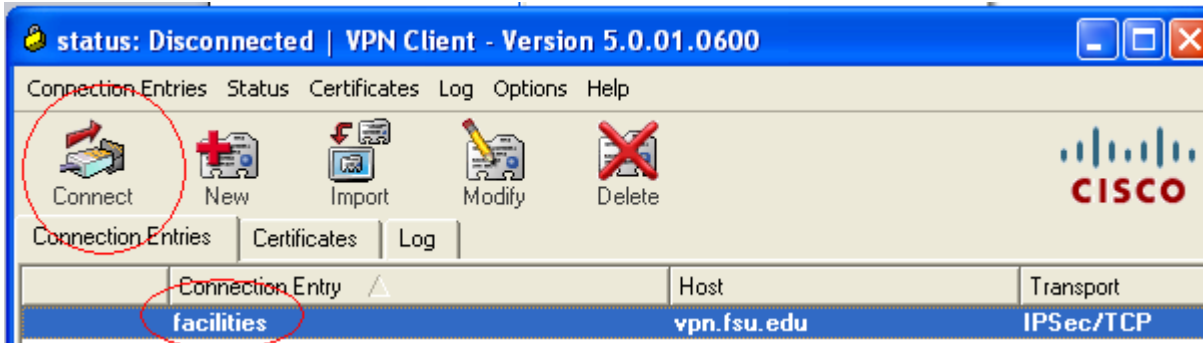 status: Disconnected | VPN Client - Version 5.0.01.0600
Connection Entries Status Certificates Log Options Help
Connect New Import Modify Delete
CISCO
Connection Entries Certificates Log
Connection Entry Host Transport
facilities vpn.fsu.edu IPSec/TCP